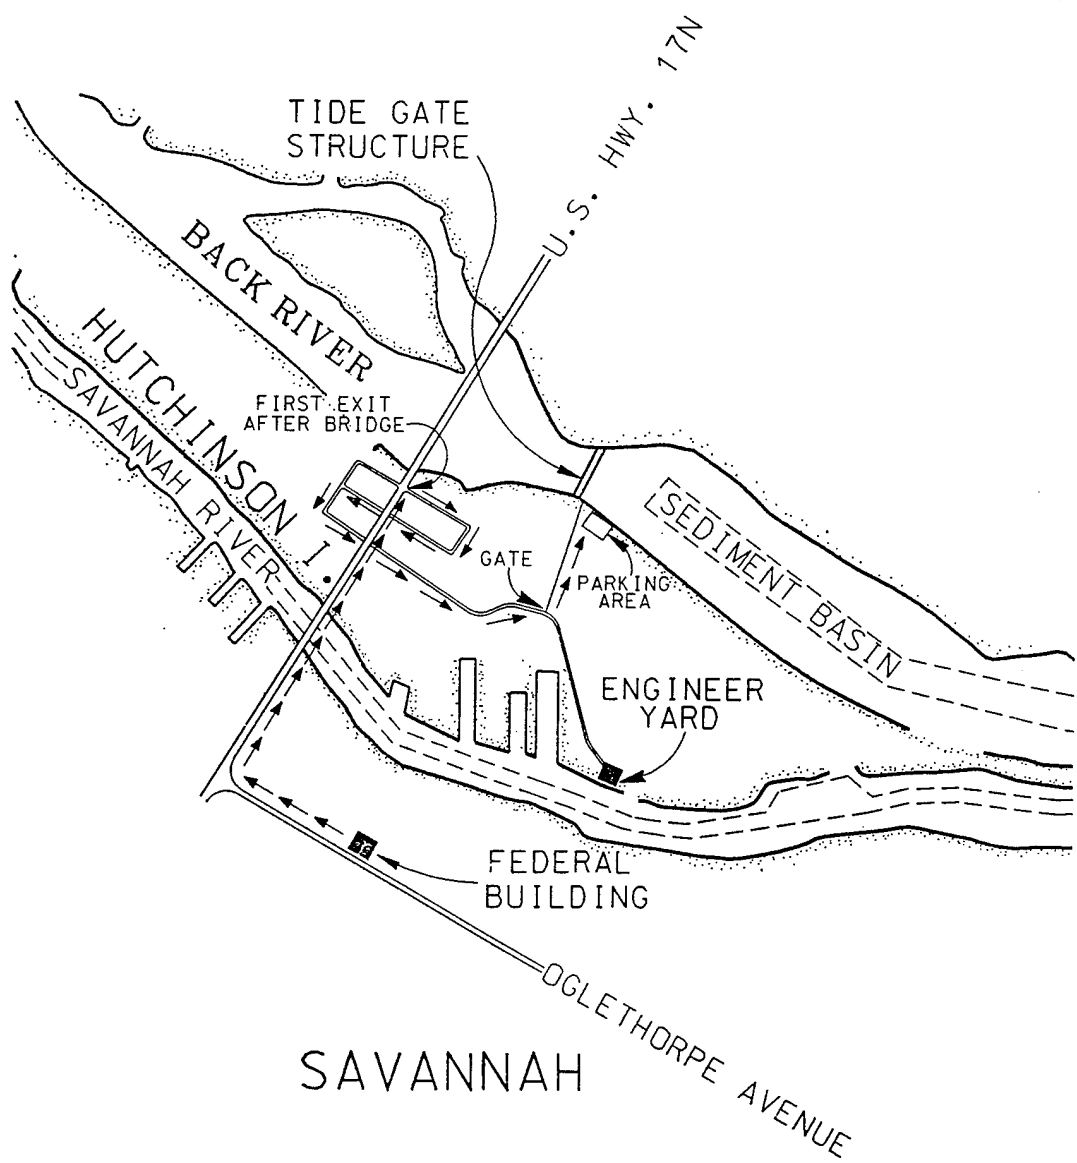 U.S. HWY. 17N
TIDE GATE
STRUCTURE
BACK RIVER
HUTCHINSON I.
SAVANNAH RIVER
FIRST EXIT
AFTER BRIDGE
SEDIMENT BASIN
GATE
PARKING
AREA
ENGINEER
YARD
FEDERAL
BUILDING
OGLETHORPE AVENUE
SAVANNAH